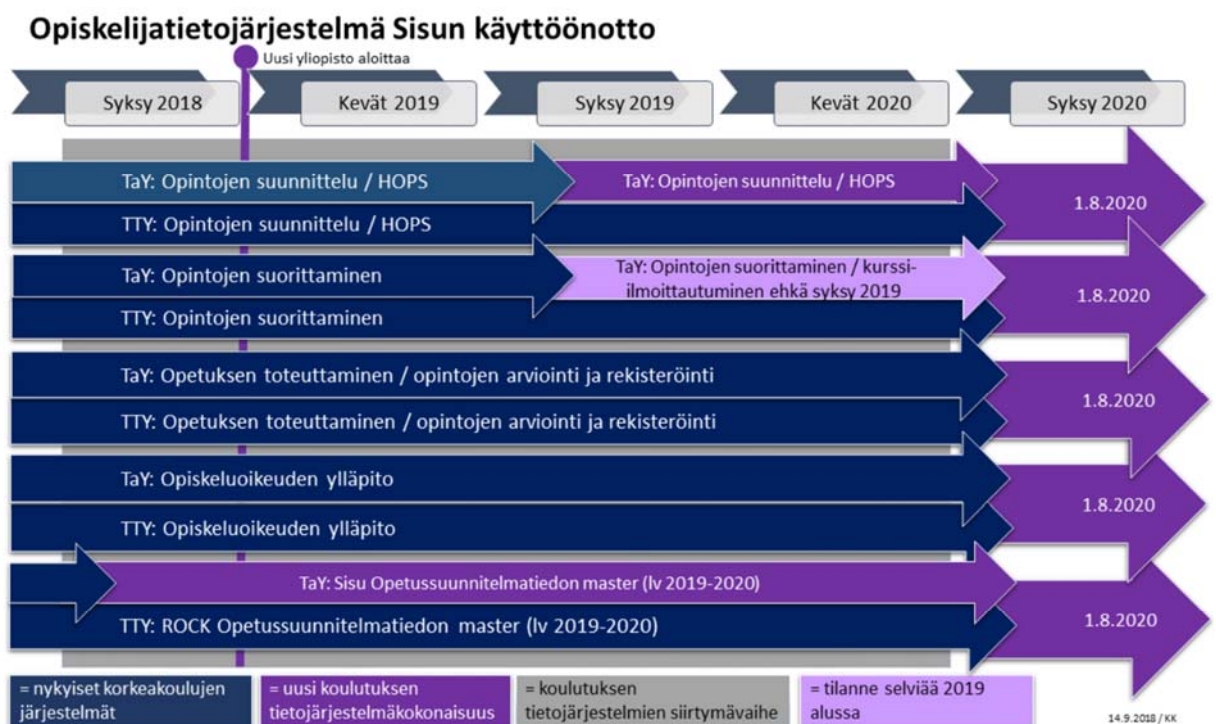 Opiskelijatietojärjestelmä Sisun käyttöönotto
Uusi yliopisto aloittaa
Syksy 2018
Kevät 2019
Syksy 2019
Kevät 2020
Syksy 2020
TaY: Opintojen suunnittelu / HOPS
TaY: Opintojen suunnittelu / HOPS
1.8.2020
TTY: Opintojen suunnittelu / HOPS
TaY: Opintojen suorittaminen
TaY: Opintojen suorittaminen / kurssi-
ilmoittautuminen ehkä syksy 2019
1.8.2020
TTY: Opintojen suorittaminen
TaY: Opetuksen toteuttaminen / opintojen arviointi ja rekisteröinti
1.8.2020
TTY: Opetuksen toteuttaminen / opintojen arviointi ja rekisteröinti
TaY: Opiskeluoikeuden ylläpito
1.8.2020
TTY: Opiskeluoikeuden ylläpito
TaY: Sisu Opetussuunnitelmatiedon master (lv 2019-2020)
1.8.2020
TTY: ROCK Opetussuunnitelmatiedon master (lv 2019-2020)
= nykyiset korkeakoulujen
järjestelmät
= uusi koulutuksen
tietojärjestelmäkokonaisuus
= koulutuksen
tietojärjestelmien siirtymävaihe
= tilanne selviää 2019
alussa
14.9.2018 / KK